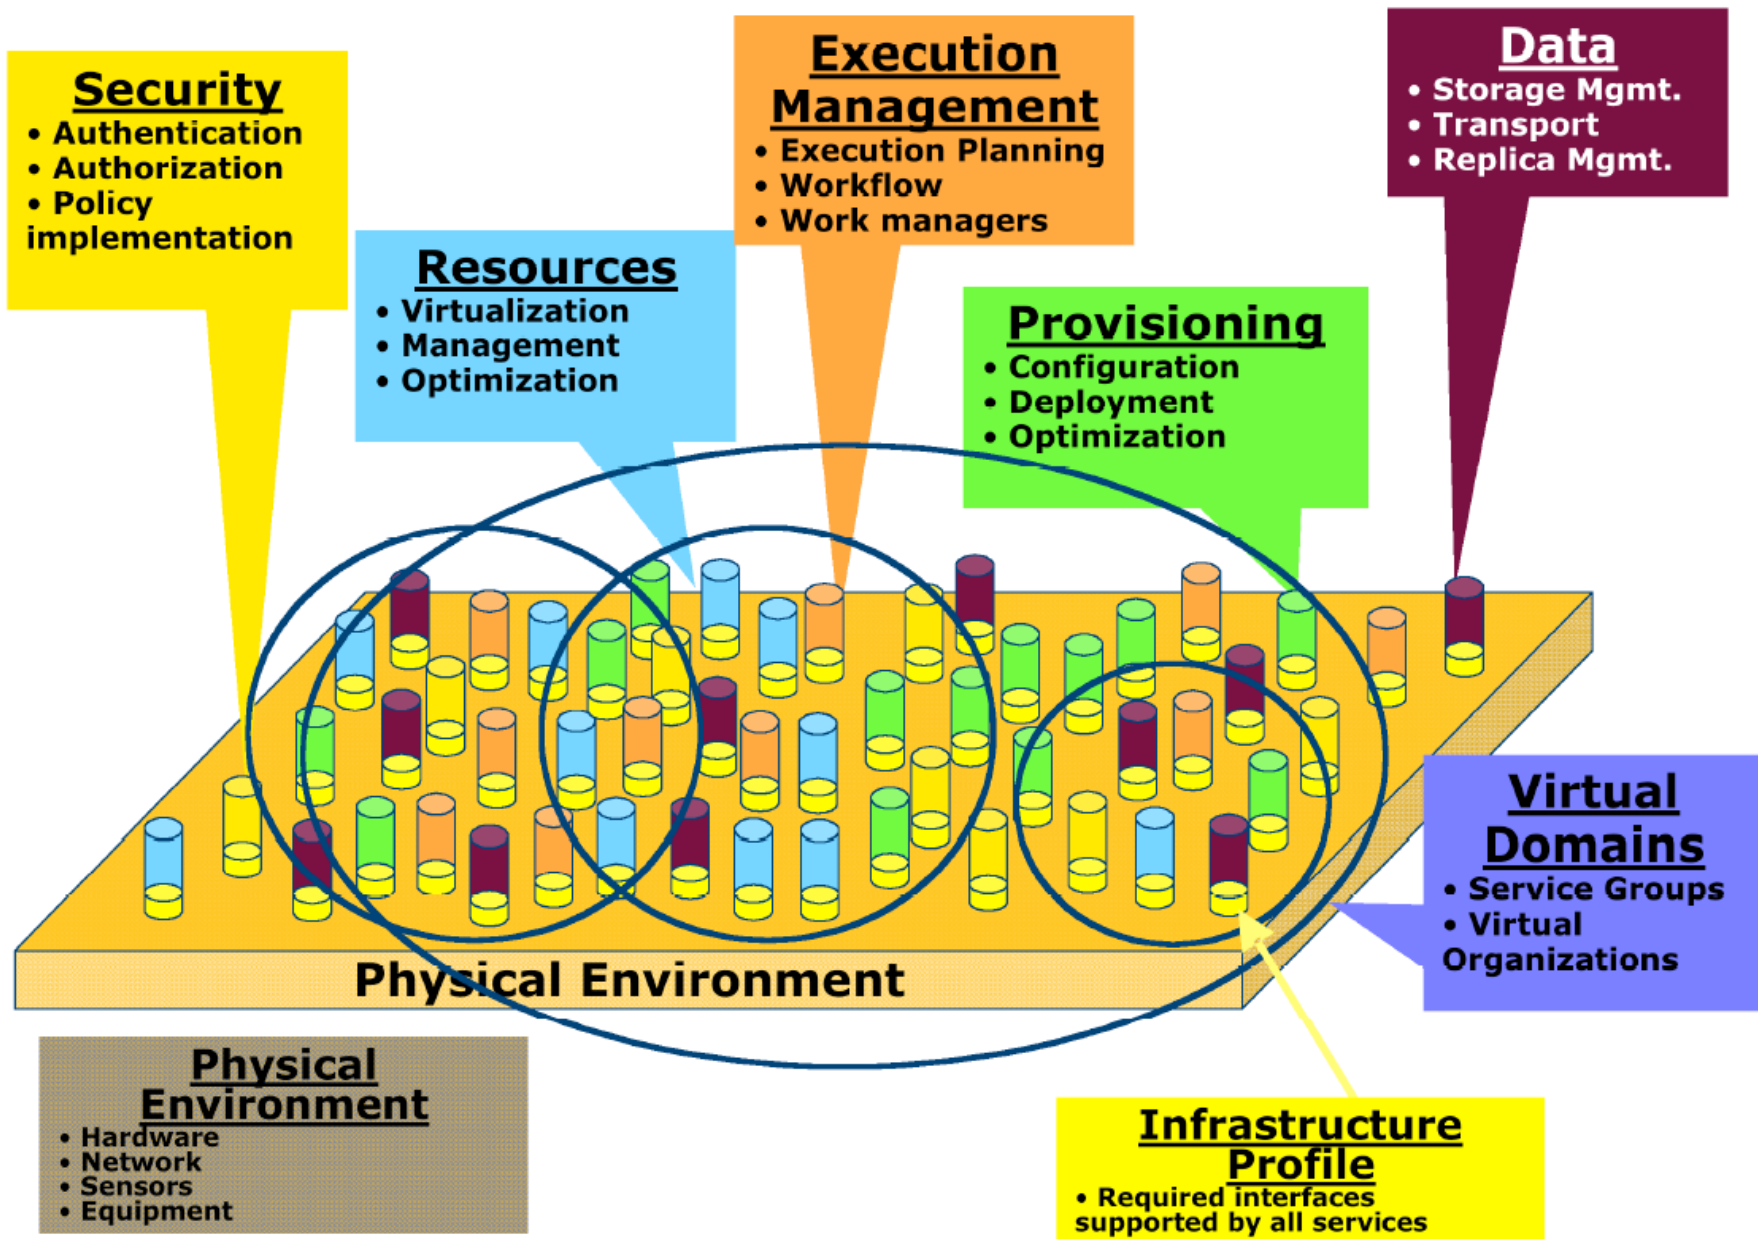 Security
• Authentication
• Authorization
• Policy
implementation
Resources
• Virtualization
• Management
• Optimization
Execution
Management
• Execution Planning
• Workflow
• Work managers
Provisioning
• Configuration
• Deployment
• Optimization
Data
• Storage Mgmt.
• Transport
• Replica Mgmt.
Virtual
Domains
• Service Groups
• Virtual
Organizations
Physical Environment
Physical
Environment
• Hardware
• Network
• Sensors
• Equipment
Infrastructure
Profile
• Required interfaces
supported by all services